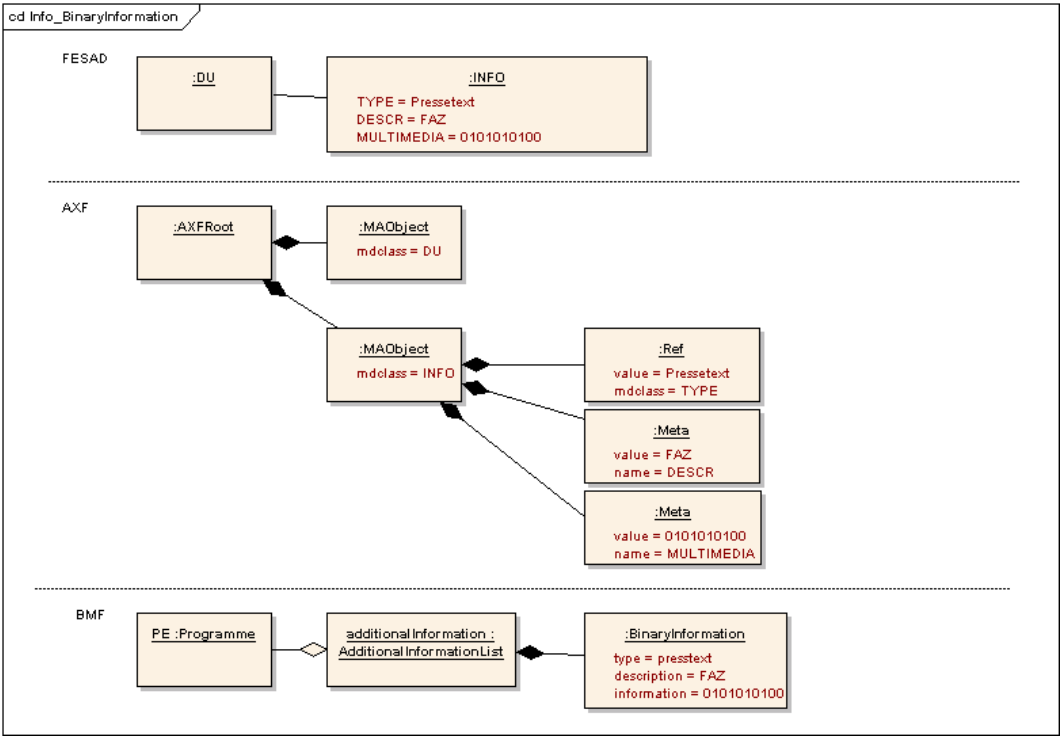 cd Info_BinaryInformation
FESAD
:DU
:INFO
TYPE = Pressetext
DESCR = FAZ
MULTIMEDIA = 0101010100
AXF
:AXFRoot
:MAObject
mdclass = DU
:MAObject
mdclass = INFO
:Ref
value = Pressetext
mdclass = TYPE
:Meta
value = FAZ
name = DESCR
:Meta
value = 0101010100
name = MULTIMEDIA
BMF
PE :Programme
additionalInformation :
AdditionalInformationList
:BinaryInformation
type = presstext
description = FAZ
information = 0101010100